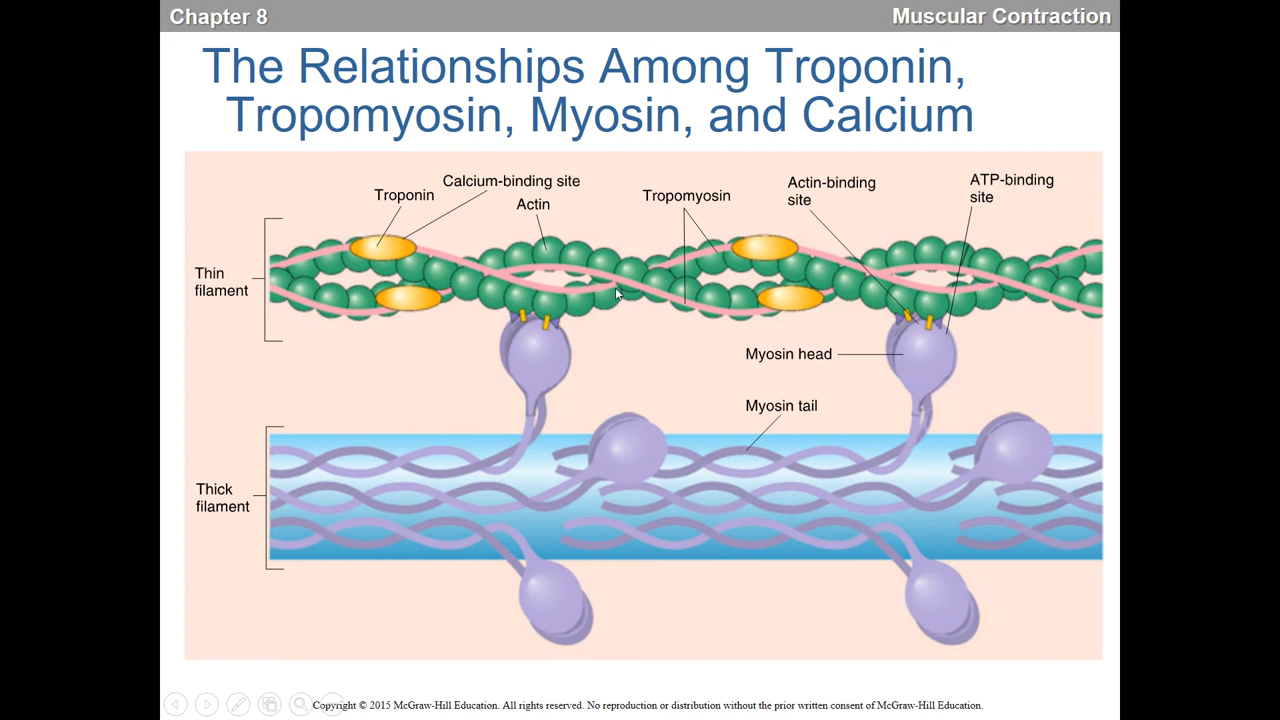 Chapter 8
Muscular Contraction
The Relationships Among Troponin,
Tropomyosin, Myosin, and Calcium
Troponin
Calcium-binding site
Actin
Tropomyosin
Actin-binding
site
ATP-binding
site
Thin
filament
Myosin head
Myosin tail
Thick
filament
Copyright © 2015 McGraw-Hill Education. All rights reserved. No reproduction or distribution without the prior written consent of McGraw-Hill Education.